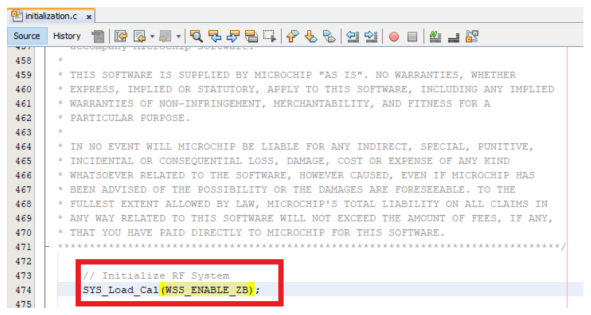 initialization.c
Source History
457 * accompany Microchip software.
458 *
459 * THIS SOFTWARE IS SUPPLIED BY MICROCHIP "AS IS". NO WARRANTIES, WHETHER
460 * EXPRESS, IMPLIED OR STATUTORY, APPLY TO THIS SOFTWARE, INCLUDING ANY IMPLIED
461 * WARRANTIES OF NON-INFRINGEMENT, MERCHANTABILITY, AND FITNESS FOR A
462 * PARTICULAR PURPOSE.
463 *
464 * IN NO EVENT WILL MICROCHIP BE LIABLE FOR ANY INDIRECT, SPECIAL, PUNITIVE,
465 * INCIDENTAL OR CONSEQUENTIAL LOSS, DAMAGE, COST OR EXPENSE OF ANY KIND
466 * WHATSOEVER RELATED TO THE SOFTWARE, HOWEVER CAUSED, EVEN IF MICROCHIP HAS
467 * BEEN ADVISED OF THE POSSIBILITY OR THE DAMAGES ARE FORESEEABLE. TO THE
468 * FULLEST EXTENT ALLOWED BY LAW, MICROCHIP'S TOTAL LIABILITY ON ALL CLAIMS IN
469 * ANY WAY RELATED TO THIS SOFTWARE WILL NOT EXCEED THE AMOUNT OF FEES, IF ANY,
470 * THAT YOU HAVE PAID DIRECTLY TO MICROCHIP FOR THIS SOFTWARE.
471 *******************************************************************************/
472
473 // Initialize RF System
474 SYS_Load_Cal(WSS_ENABLE_ZB);
475